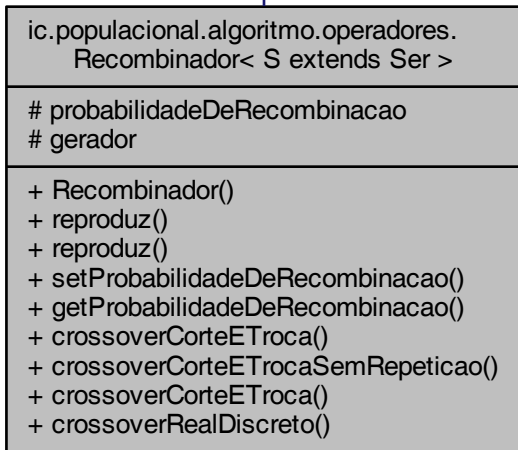 ic.populacional.algoritmo.operadores.
Recombinador< S extends Ser >
# probabilidadeDeRecombinacao
# gerador
+ Recombinador()
+ reproduz()
+ reproduz()
+ setProbabilidadeDeRecombinacao()
+ getProbabilidadeDeRecombinacao()
+ crossoverCorteETroca()
+ crossoverCorteETrocaSemRepeticao()
+ crossoverCorteETroca()
+ crossoverRealDiscreto()